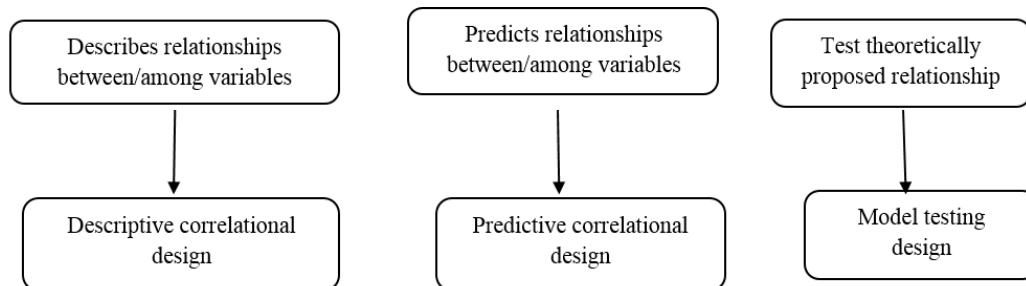 Describes relationships
between/among variables
Predicts relationships
between/among variables
Test theoretically
proposed relationship
Descriptive correlational
design
Predictive correlational
design
Model testing
design